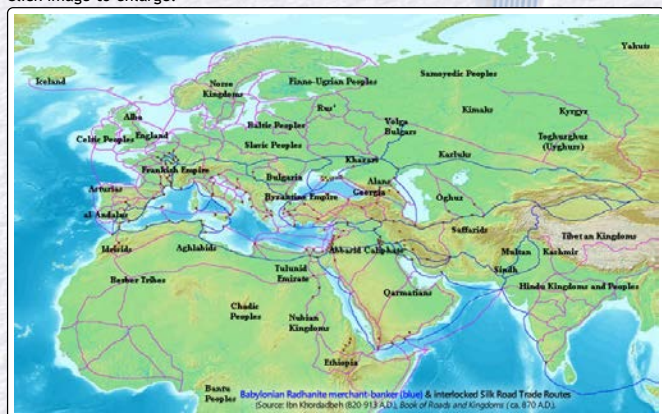 click image to enlarge.
Iceland
Norse
Kingdoms
Finno-Ugrian Peoples
Samoyedic Peoples
Yakuts
Alba
England
Celtic Peoples
Baltic Peoples
Rus'
Volga
Bulgars
Kimaks
Kyrgyz
Toghurghuz
(Uyghurs)
Slavic Peoples
Frankish Empire
Khazars
Karluks
Asturias
Bulgaria
Alans
Georgia
Oghuz
al-Andalus
Byzantine Empire
Saffarids
Tibetan Kingdoms
Idrisids
Aghlabids
Abbasid Caliphate
Multan
Kashmir
Berber Tribes
Tulunid
Emirate
Sindh
Hindu Kingdoms and Peoples
Qarmatians
Chadic
Peoples
Nubian
Kingdoms
Ethiopia
Bantu
Peoples
Babylonian Radhanite merchant-banker (blue) & interlocked Silk Road Trade Routes
(Source: Ibn Khordadbeh (820-913 A.D.), Book of Roads and Kingdoms (ca. 870 A.D.).